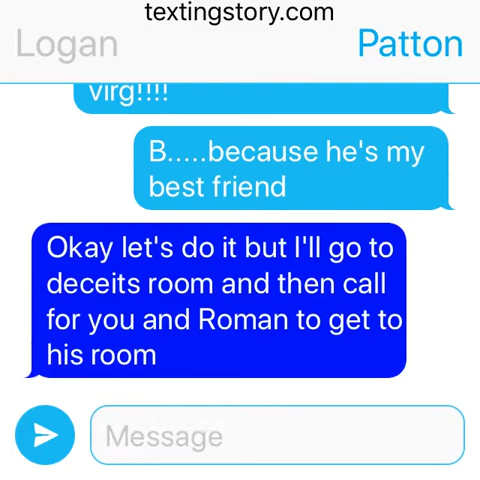 textingstory.com
Logan Patton
virg!!!!
B.....because he's my
best friend
Okay let's do it but I'll go to
deceits room and then call
for you and Roman to get to
his room
Message